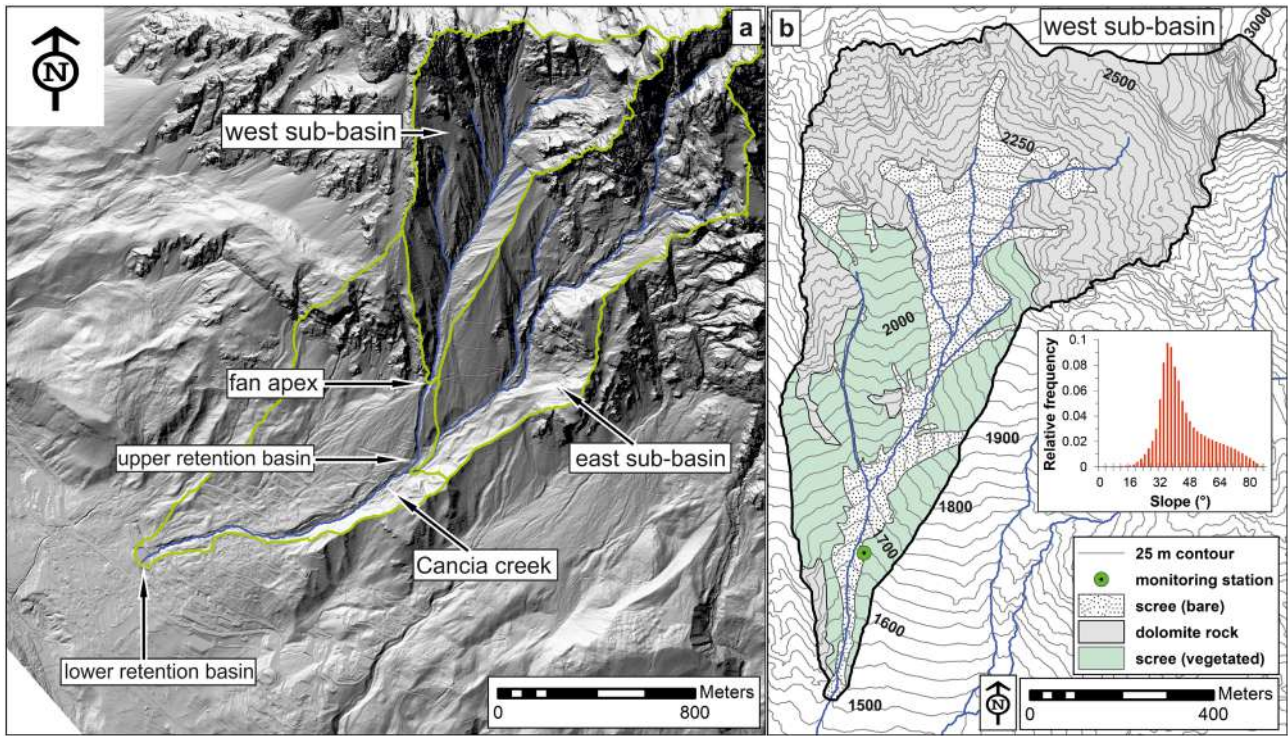 N
a
west sub-basin
fan apex
upper retention basin
east sub-basin
Cancia creek
lower retention basin
Meters
0 800
b
west sub-basin
3000
2500
2250
2000
1900
1800
1700
1600
1500
Relative frequency
0.1
0.08
0.06
0.04
0.02
0
0 16 32 48 64 80
Slope (°)
25 m contour
monitoring station
scree (bare)
dolomite rock
scree (vegetated)
N
Meters
0 400